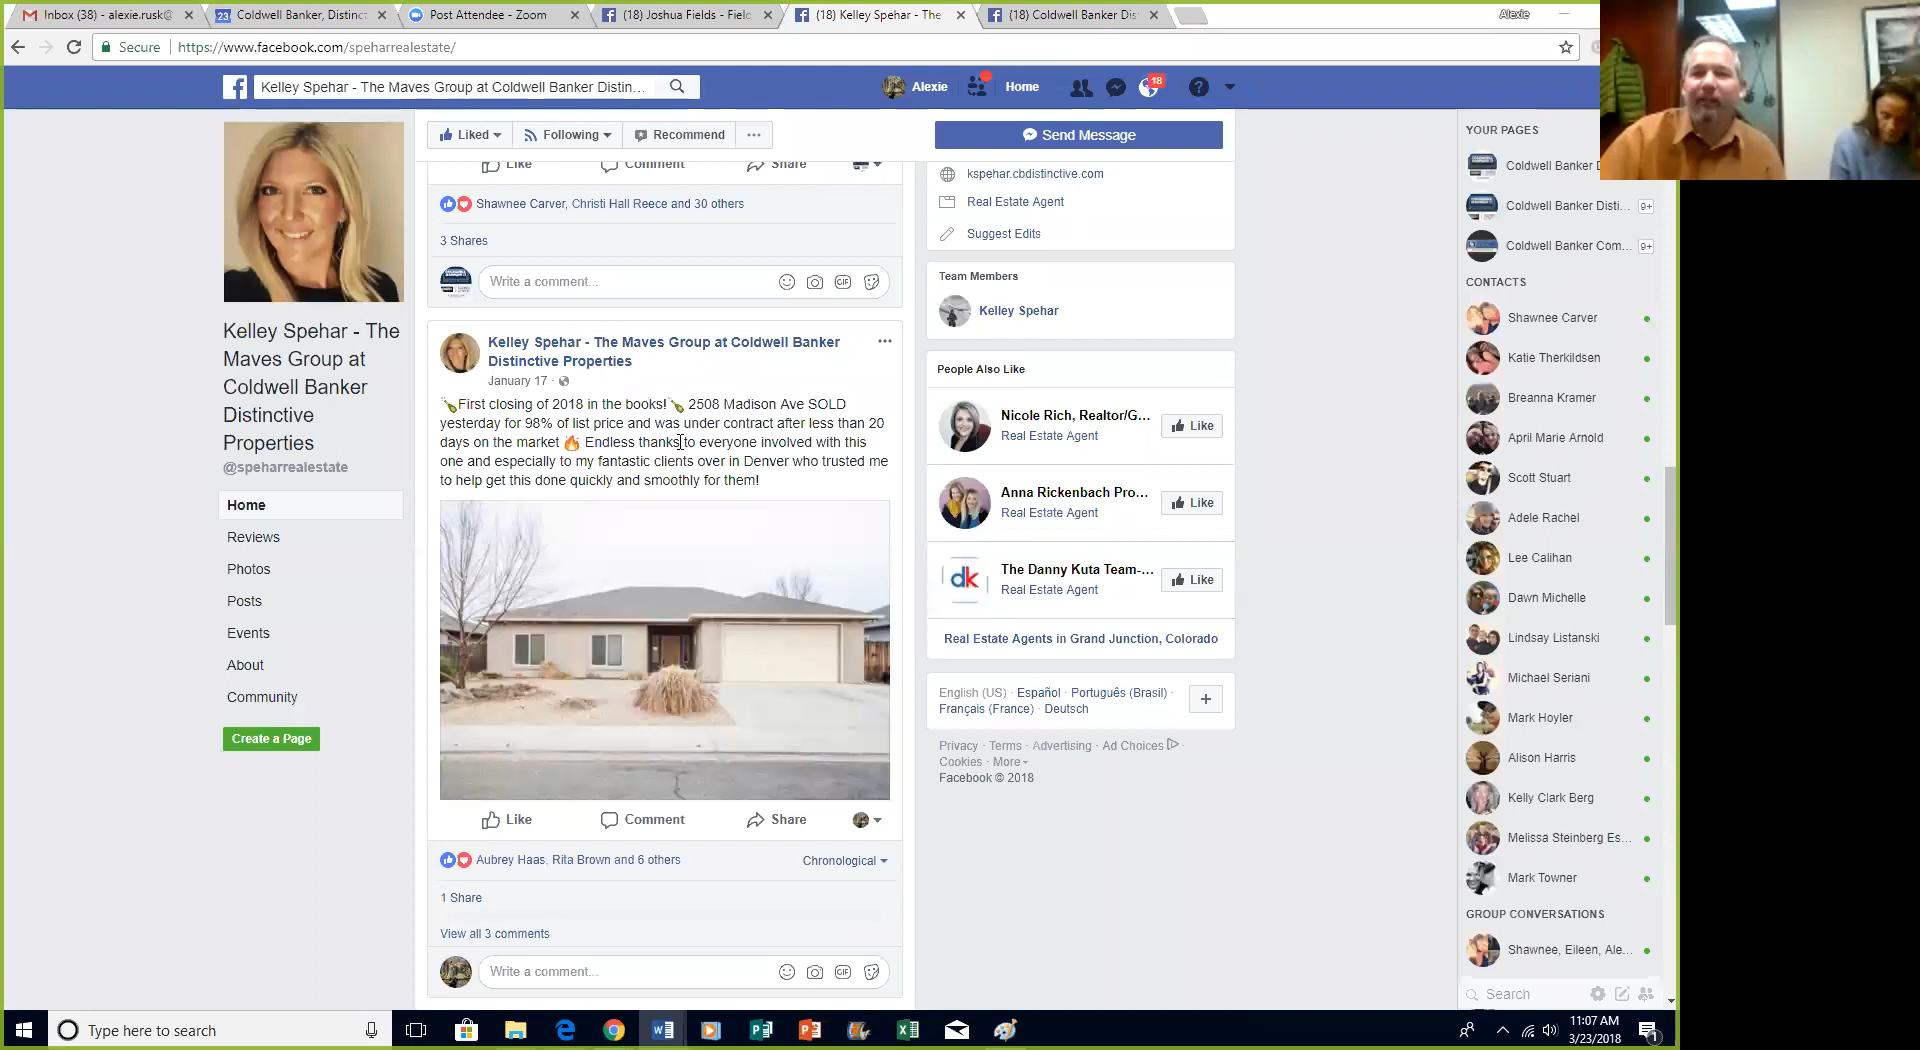 Inbox (38) - alexie.rusk@
23 Coldwell Banker, Distinct
Post Attendee - Zoom
(18) Joshua Fields - Fiel
(18) Kelley Spehar - The
(18) Coldwell Banker Dis
Alexie
Secure
https://www.facebook.com/speharrealestate/
Kelley Spehar - The Maves Group at Coldwell Banker Distin...
Alexie
Home
18
Liked
Following
Recommend
Send Message
Like
Comment
Share
Shawnee Carver, Christi Hall Reece and 30 others
3 Shares
Write a comment...
GIF
Kelley Spehar - The
Maves Group at
Coldwell Banker
Distinctive
Properties
@speharrealestate
Home
Reviews
Photos
Posts
Events
About
Community
Create a Page
Kelley Spehar - The Maves Group at Coldwell Banker
Distinctive Properties
January 17 ·
First closing of 2018 in the books! 2508 Madison Ave SOLD
yesterday for 98% of list price and was under contract after less than 20
days on the market 🔥 Endless thanks to everyone involved with this
one and especially to my fantastic clients over in Denver who trusted me
to help get this done quickly and smoothly for them!
Like
Comment
Share
Aubrey Haas, Rita Brown and 6 others
Chronological
1 Share
View all 3 comments
Write a comment...
GIF
kspehar.cbdistinctive.com
Real Estate Agent
Suggest Edits
Team Members
Kelley Spehar
People Also Like
Nicole Rich, Realtor/G...
Real Estate Agent
Like
Anna Rickenbach Pro...
Real Estate Agent
Like
dk
The Danny Kuta Team-...
Real Estate Agent
Like
Real Estate Agents in Grand Junction, Colorado
English (US) · Español · Português (Brasil) ·
Français (France) · Deutsch
Privacy · Terms · Advertising · Ad Choices ·
Cookies · More
Facebook © 2018
YOUR PAGES
Coldwell Banker D
Coldwell Banker Disti...
9+
Coldwell Banker Com...
9+
CONTACTS
Shawnee Carver
Katie Therkildsen
Breanna Kramer
April Marie Arnold
Scott Stuart
Adele Rachel
Lee Calihan
Dawn Michelle
Lindsay Listanski
Michael Seriani
Mark Hoyler
Alison Harris
Kelly Clark Berg
Melissa Steinberg Es...
Mark Towner
GROUP CONVERSATIONS
Shawnee, Eileen, Ale...
Search
Type here to search
11:07 AM
3/23/2018
1